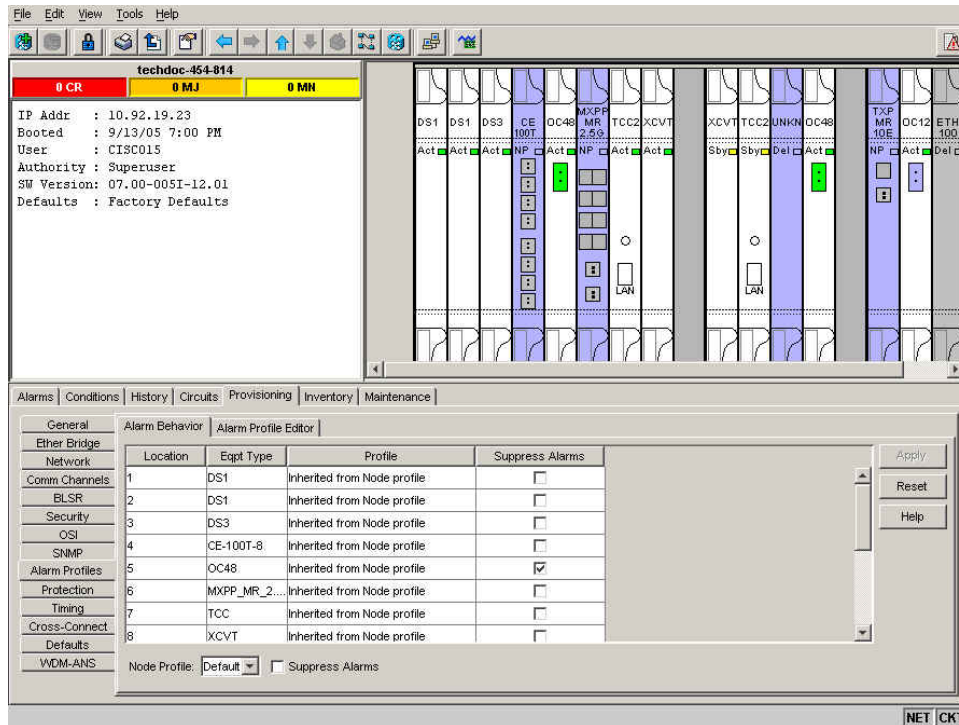 File Edit View Tools Help
techdoc-454-814
0 CR 0 MJ 0 MN
IP Addr : 10.92.19.23
Booted : 9/13/05 7:00 PM
User : CISCO15
Authority : Superuser
SW Version: 07.00-005I-12.01
Defaults : Factory Defaults
DS1 DS1 DS3 CE 100T OC48 MXPP MR 2.5G TCC2 XCVT XCVT TCC2 UNKN OC48 TXP MR 10E OC12 ETH 100
Act Act Act NP Act NP Act Act Sby Sby Del Act NP Act Del
LAN LAN
Alarms Conditions History Circuits Provisioning Inventory Maintenance
General
Ether Bridge
Network
Comm Channels
BLSR
Security
OSI
SNMP
Alarm Profiles
Protection
Timing
Cross-Connect
Defaults
WDM-ANS
Alarm Behavior Alarm Profile Editor
Location Eqpt Type Profile Suppress Alarms
1 DS1 Inherited from Node profile
2 DS1 Inherited from Node profile
3 DS3 Inherited from Node profile
4 CE-100T-8 Inherited from Node profile
5 OC48 Inherited from Node profile
6 MXPP_MR_2.... Inherited from Node profile
7 TCC Inherited from Node profile
8 XCVT Inherited from Node profile
Node Profile: Default Suppress Alarms
Apply
Reset
Help
NET CK